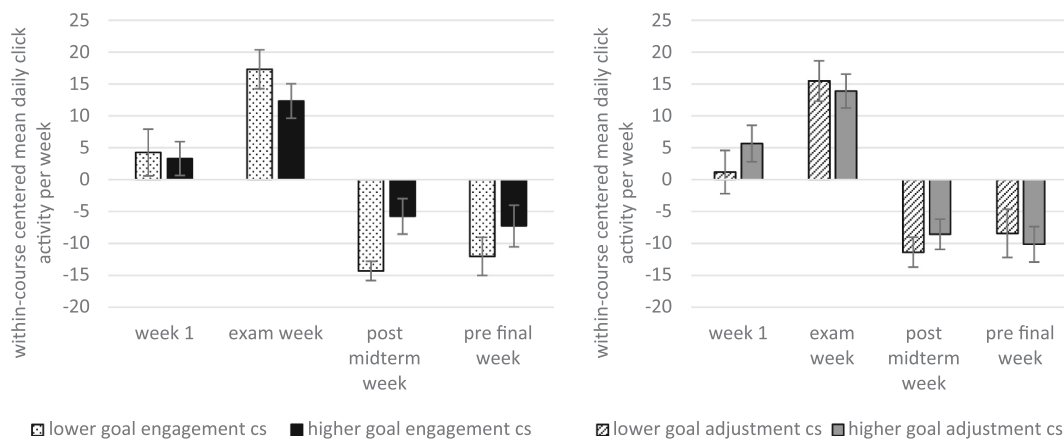 within-course centered mean daily click
activity per week
25
20
15
10
5
0
-5
-10
-15
-20
week 1
exam week
post
midterm
week
pre final
week
lower goal engagement cs
higher goal engagement cs
within-course centered mean daily click
activity per week
25
20
15
10
5
0
-5
-10
-15
-20
week 1
exam
week
post
midterm
week
pre final
week
lower goal adjustment cs
higher goal adjustment cs